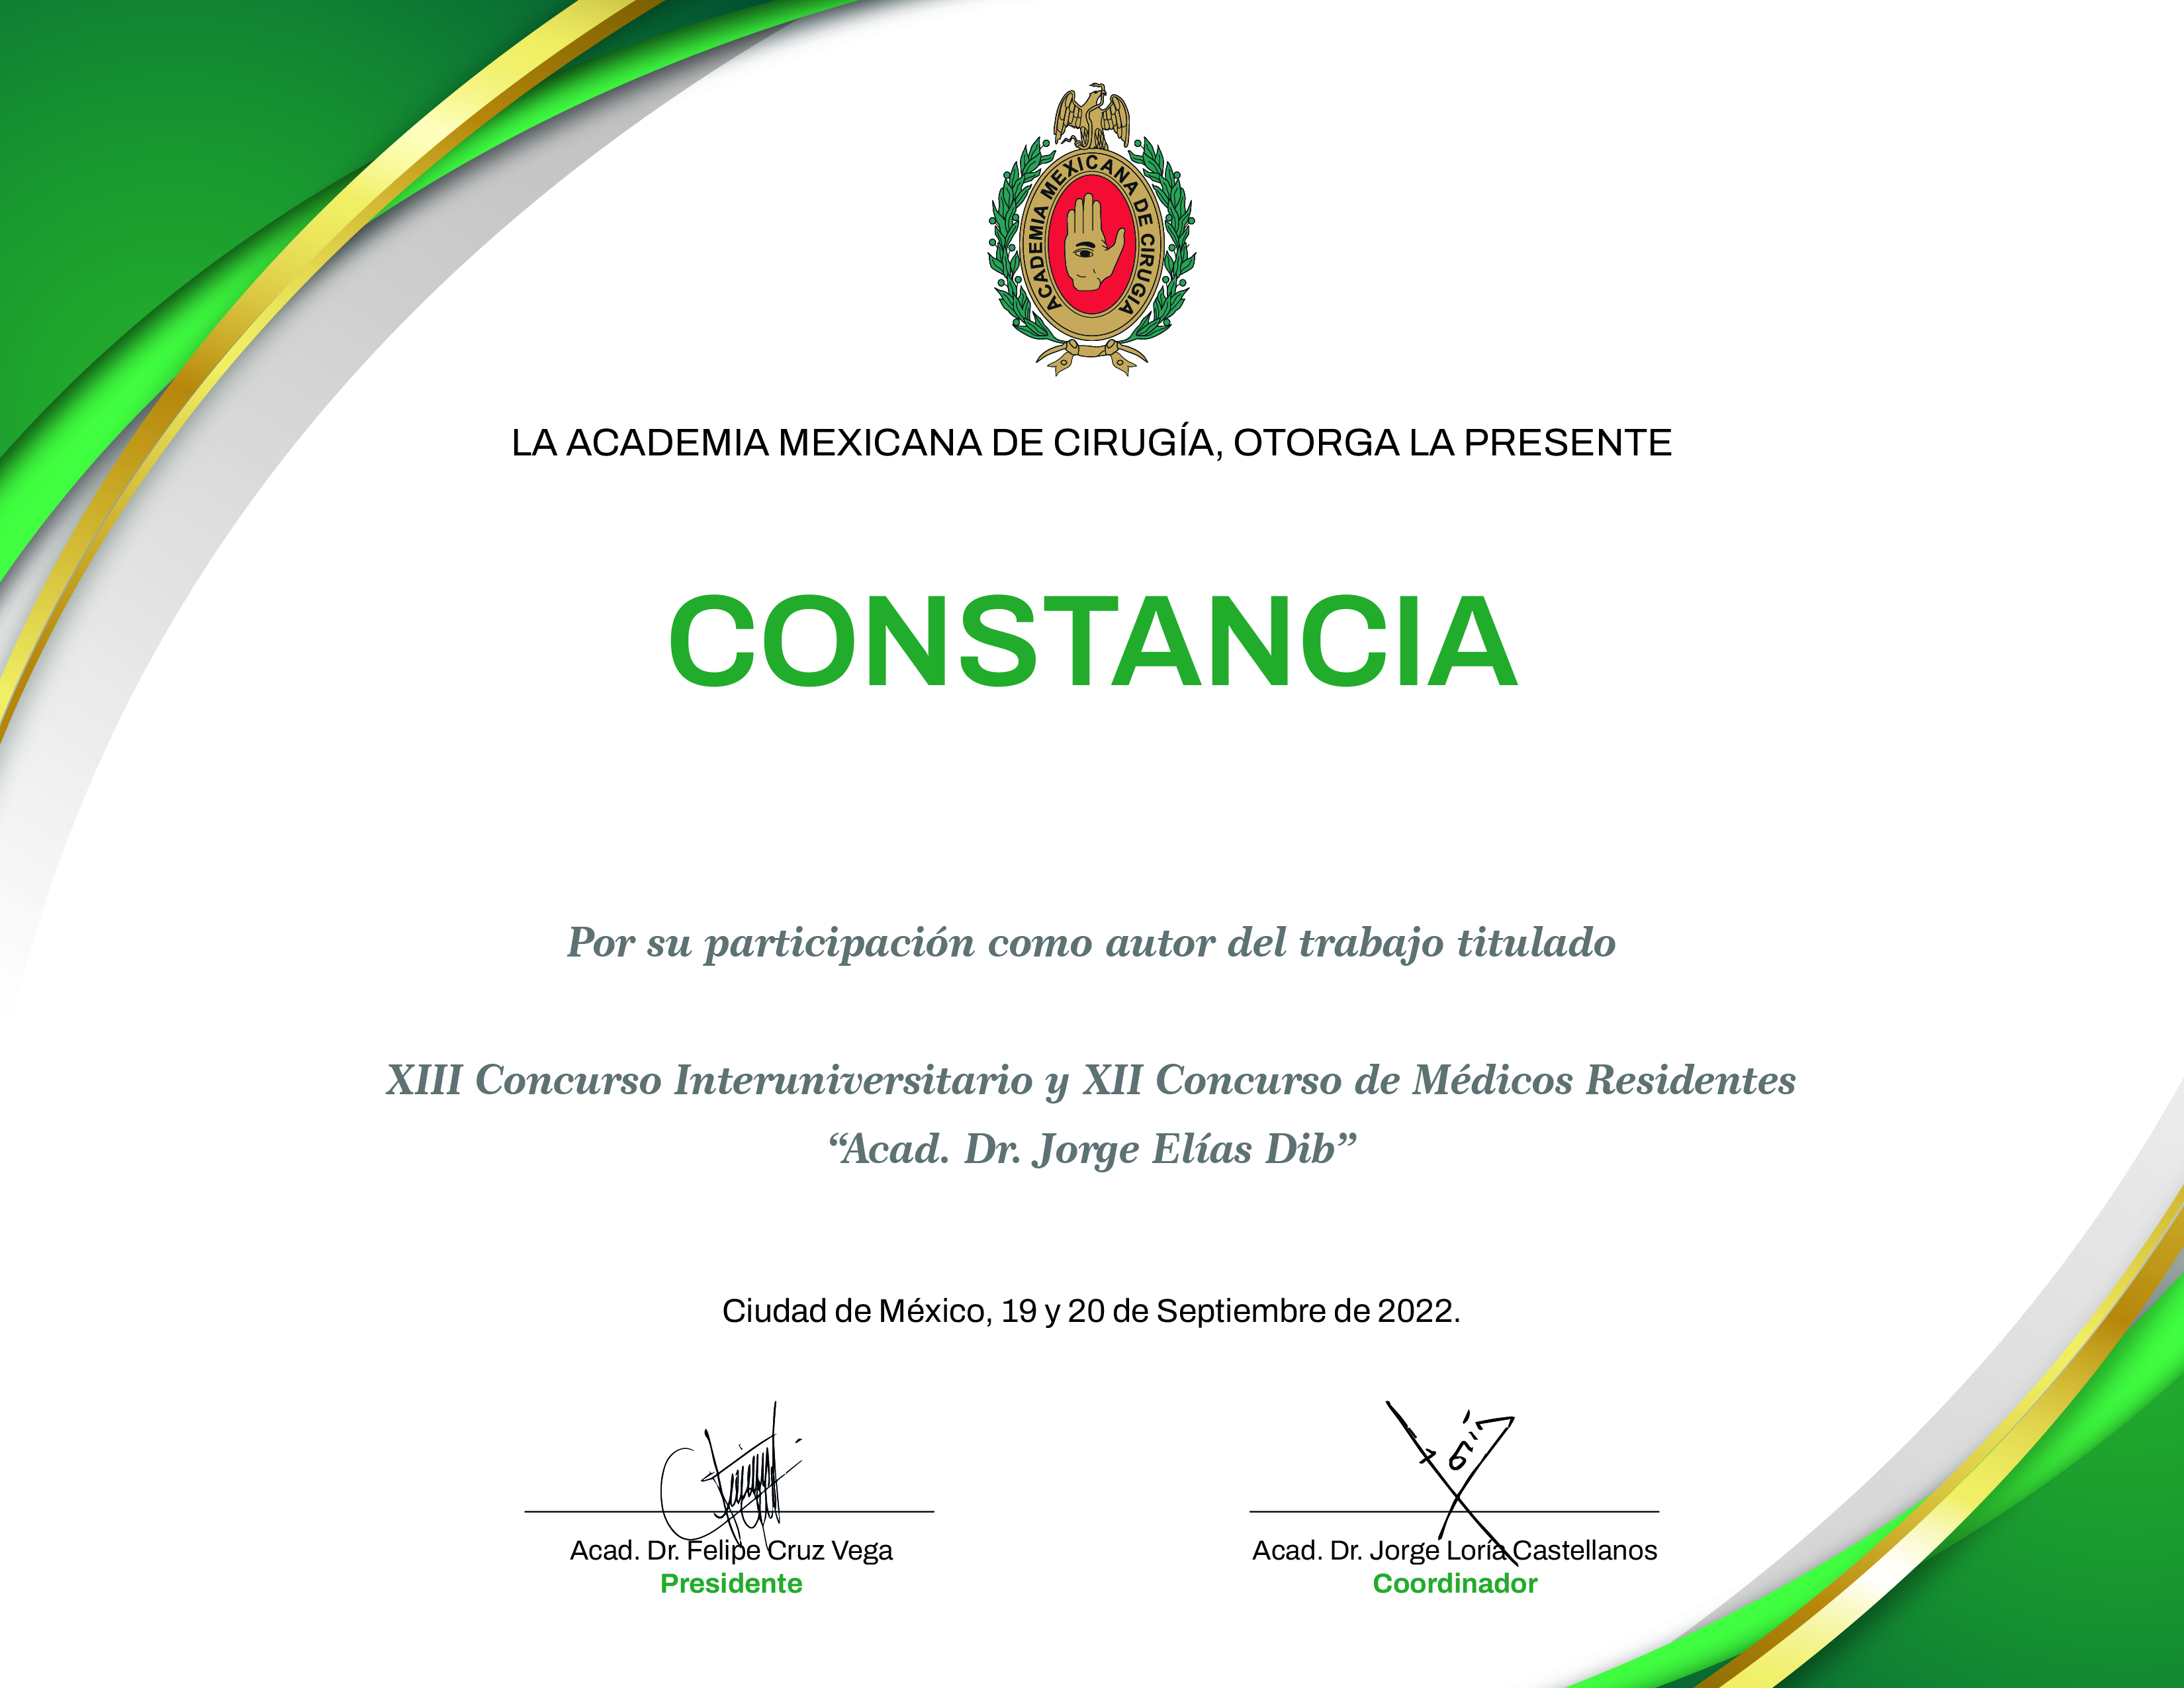 ACADEMIA MEXICANA DE CIRUGIA
LA ACADEMIA MEXICANA DE CIRUGÍA, OTORGA LA PRESENTE
CONSTANCIA
Por su participación como autor del trabajo titulado
XIII Concurso Interuniversitario y XII Concurso de Médicos Residentes
“Acad. Dr. Jorge Elías Dib”
Ciudad de México, 19 y 20 de Septiembre de 2022.
Acad. Dr. Felipe Cruz Vega
Presidente
Acad. Dr. Jorge Loría Castellanos
Coordinador